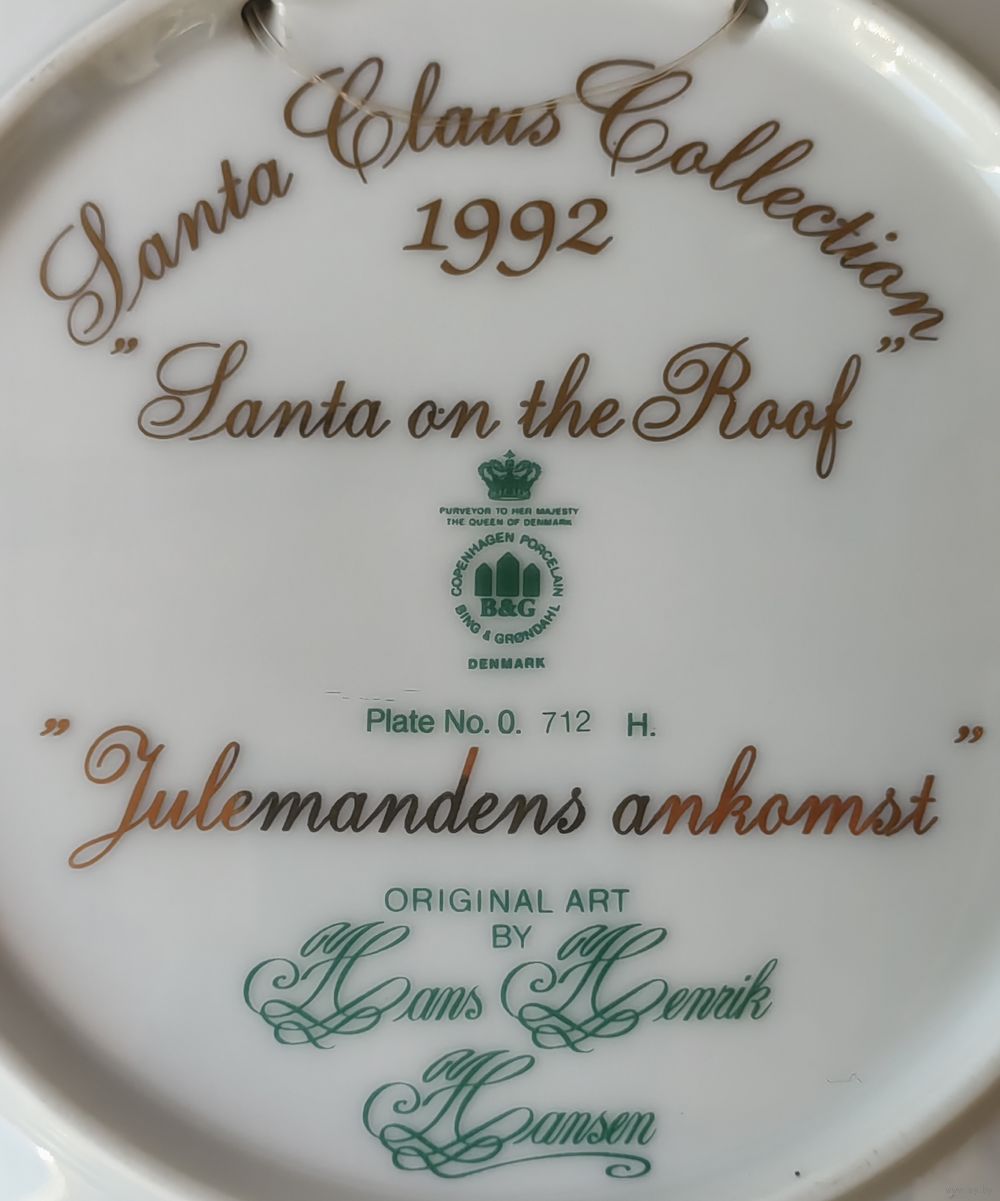 Santa Claus Collection
1992
”Santa on the Roof”
PURVEYOR TO HER MAJESTY
THE QUEEN OF DENMARK
COPENHAGEN PORCELAIN
B&G
BING & GRØNDAHL
DENMARK
Plate No. 0. 712 H.
”Julemandens ankomst”
ORIGINAL ART
BY
Hans Henrik
Hansen